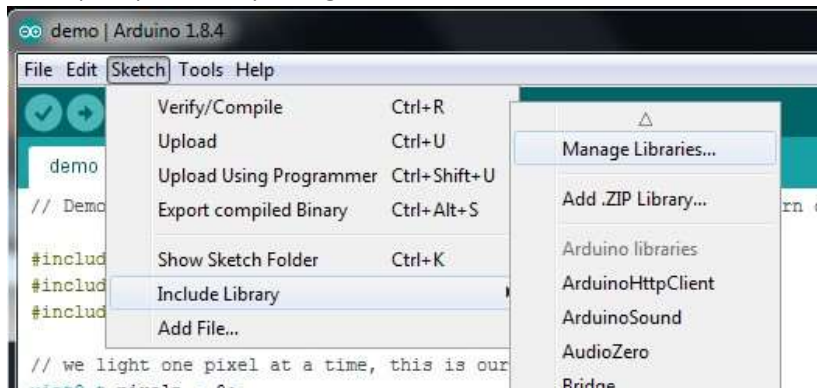 demo | Arduino 1.8.4
File Edit Sketch Tools Help
Verify/Compile Ctrl+R
Upload Ctrl+U
Upload Using Programmer Ctrl+Shift+U
Export compiled Binary Ctrl+Alt+S
Show Sketch Folder Ctrl+K
Include Library
Add File...
Manage Libraries...
Add .ZIP Library...
Arduino libraries
ArduinoHttpClient
ArduinoSound
AudioZero
Bridge
demo
// Demo
#includ
#includ
#includ
// we light one pixel at a time, this is our